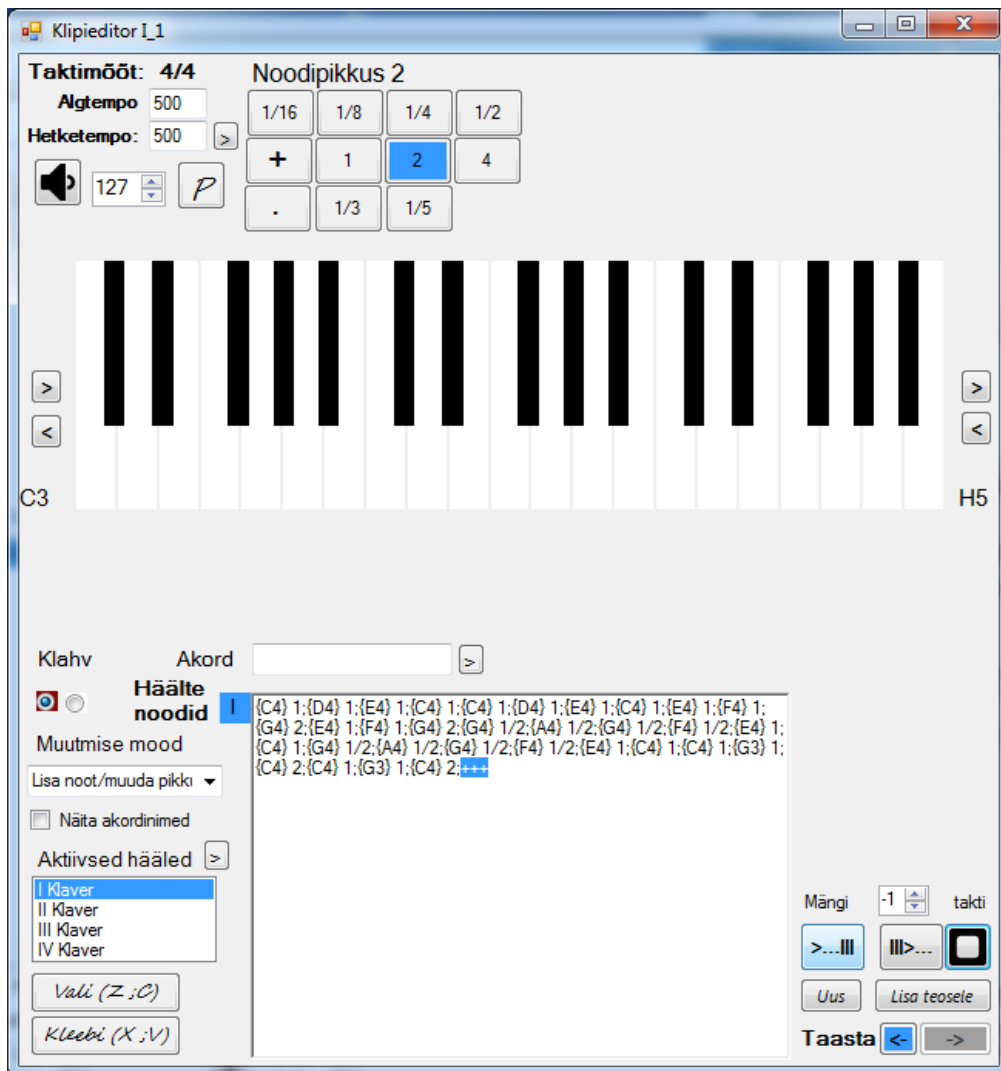 Klipieditor I_1
Taktimõõt: 4/4 Noodipikkus 2
Algtempo 500
Hetketempo: 500 >
127 P
1/16 1/8 1/4 1/2
+ 1 2 4
. 1/3 1/5
> >
< <
C3 H5
Klahv Akord >
Häälte
noodid I
{C4} 1;{D4} 1;{E4} 1;{C4} 1;{C4} 1;{D4} 1;{E4} 1;{C4} 1;{E4} 1;{F4} 1;
{G4} 2;{E4} 1;{F4} 1;{G4} 2;{G4} 1/2;{A4} 1/2;{G4} 1/2;{F4} 1/2;{E4} 1;
{C4} 1;{G4} 1/2;{A4} 1/2;{G4} 1/2;{F4} 1/2;{E4} 1;{C4} 1;{C4} 1;{G3} 1;
{C4} 2;{C4} 1;{G3} 1;{C4} 2;+++
Muutmise mood
Lisa noot/muuda pikku
Näita akordinimed
Aktiivsed hääled >
I Klaver
II Klaver
III Klaver
IV Klaver
Vali (Z ;C)
Kleebi (X ;V)
Mängi -1 takti
>...III III>...
Uus Lisa teosele
Taasta <- ->